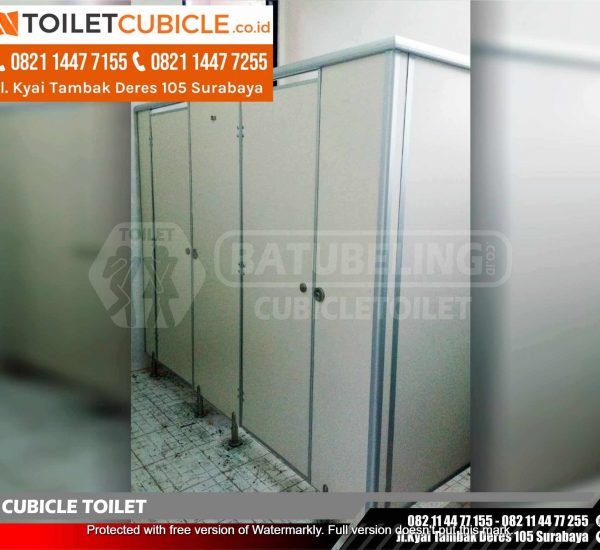 TOILETCUBICLE.co.id
0821 1447 7155 0821 1447 7255
l. Kyai Tambak Deres 105 Surabaya
TOILET
BATUBELING.co.id
CUBICLETOILET
CUBICLE TOILET
082 11 44 77 155 - 082 11 44 77 255
Jl.Kyai Tambak Deres 105 Surabaya
Protected with free version of Watermarkly. Full version doesn't put this mark.